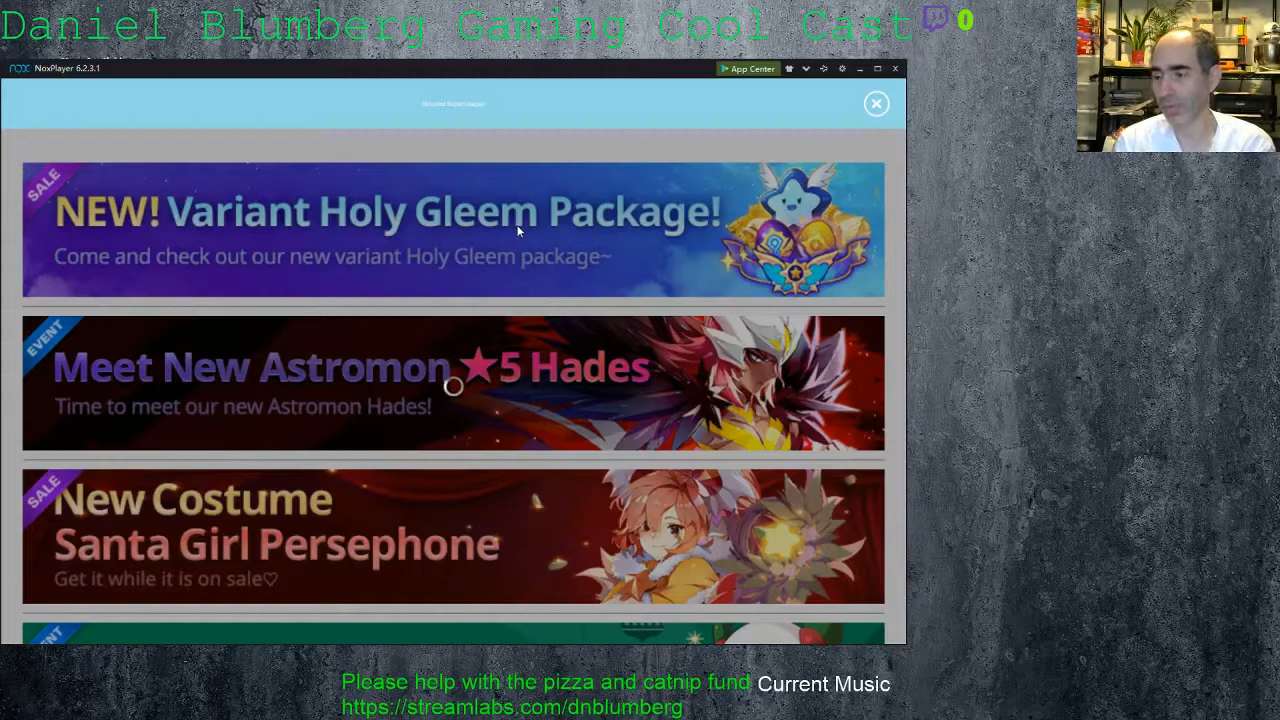 Daniel Blumberg Gaming Cool Cast 0
nox NoxPlayer 6.2.3.1
App Center
SALE
NEW! Variant Holy Gleem Package!
Come and check out our new variant Holy Gleem package~
EVENT
Meet New Astromon ★5 Hades
Time to meet our new Astromon Hades!
SALE
New Costume
Santa Girl Persephone
Get it while it is on sale♡
Please help with the pizza and catnip fund
https://streamlabs.com/dnblumberg
Current Music